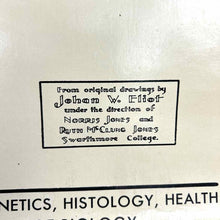 From original drawings by
Johan W. Eliot
under the direction of
NORRIS JONES
and
RUTH McCLUNG JONES
Swarthmore College.
NETICS, HISTOLOGY, HEALTH